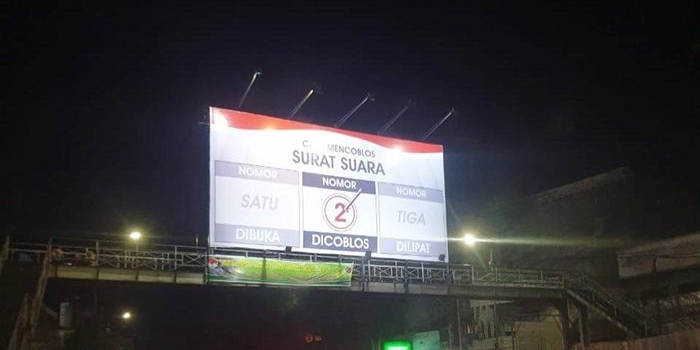 MENCOBLOS
SURAT SUARA
NOMOR
SATU
DIBUKA
NOMOR
2
DICOBLOS
NOMOR
TIGA
DILIPAT